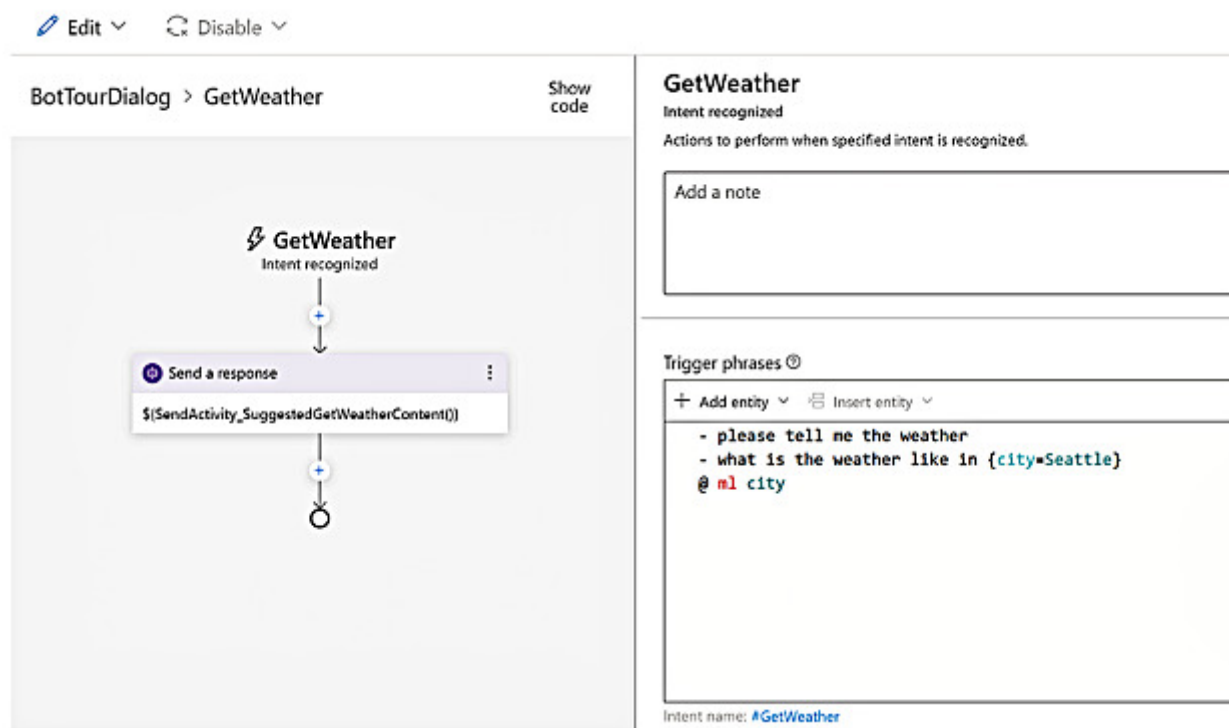 Edit
Disable
BotTourDialog > GetWeather
Show
code
GetWeather
Intent recognized
Send a response
$(SendActivity_SuggestedGetWeatherContent())
GetWeather
Intent recognized
Actions to perform when specified intent is recognized.
Add a note
Trigger phrases
+ Add entity
Insert entity
- please tell me the weather
- what is the weather like in {city=Seattle}
@ ml city
Intent name: #GetWeather